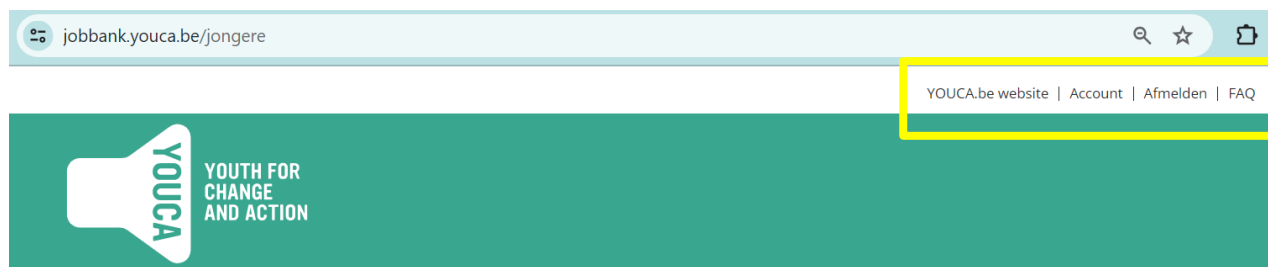 jobbank.youca.be/jongere
YOUCA.be website | Account | Afmelden | FAQ
YOUCA
YOUTH FOR
CHANGE
AND ACTION